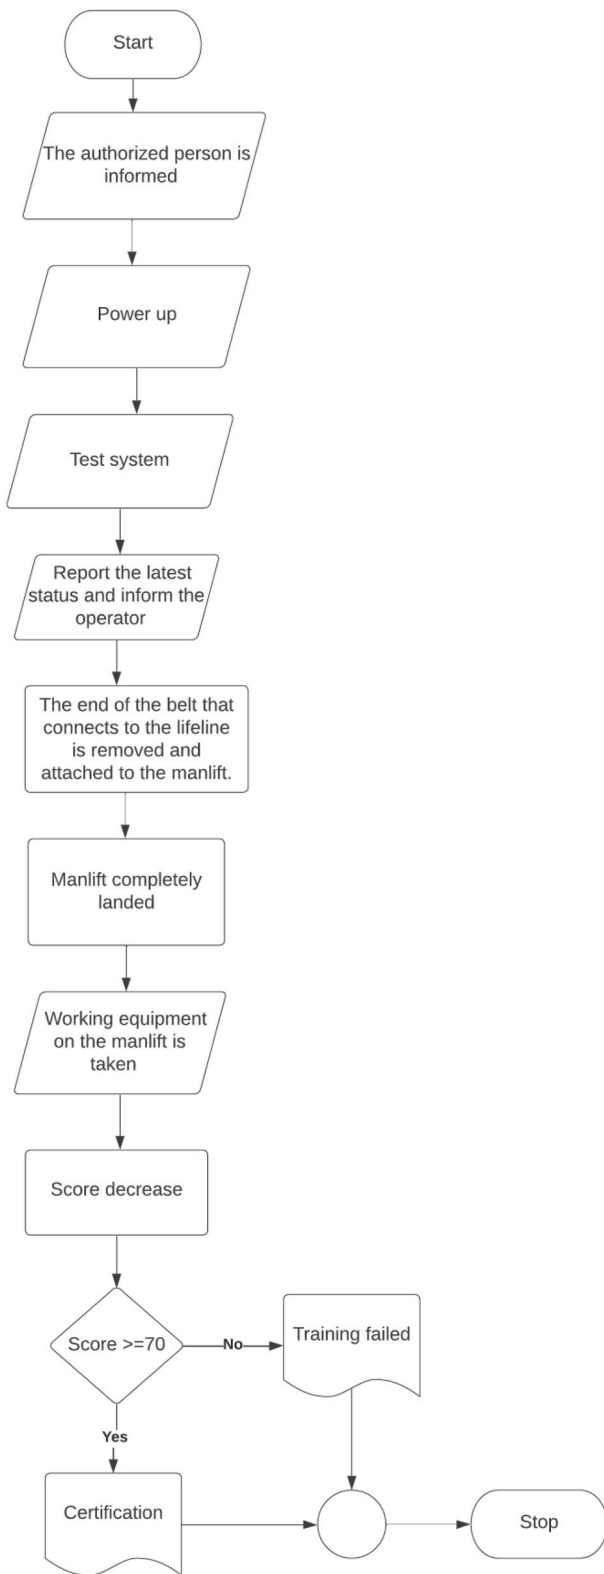 Start
The authorized person is
informed
Power up
Test system
Report the latest
status and inform the
operator
The end of the belt that
connects to the lifeline
is removed and
attached to the manlift.
Manlift completely
landed
Working equipment
on the manlift is
taken
Score decrease
Score >=70
No
Training failed
Yes
Certification
Stop